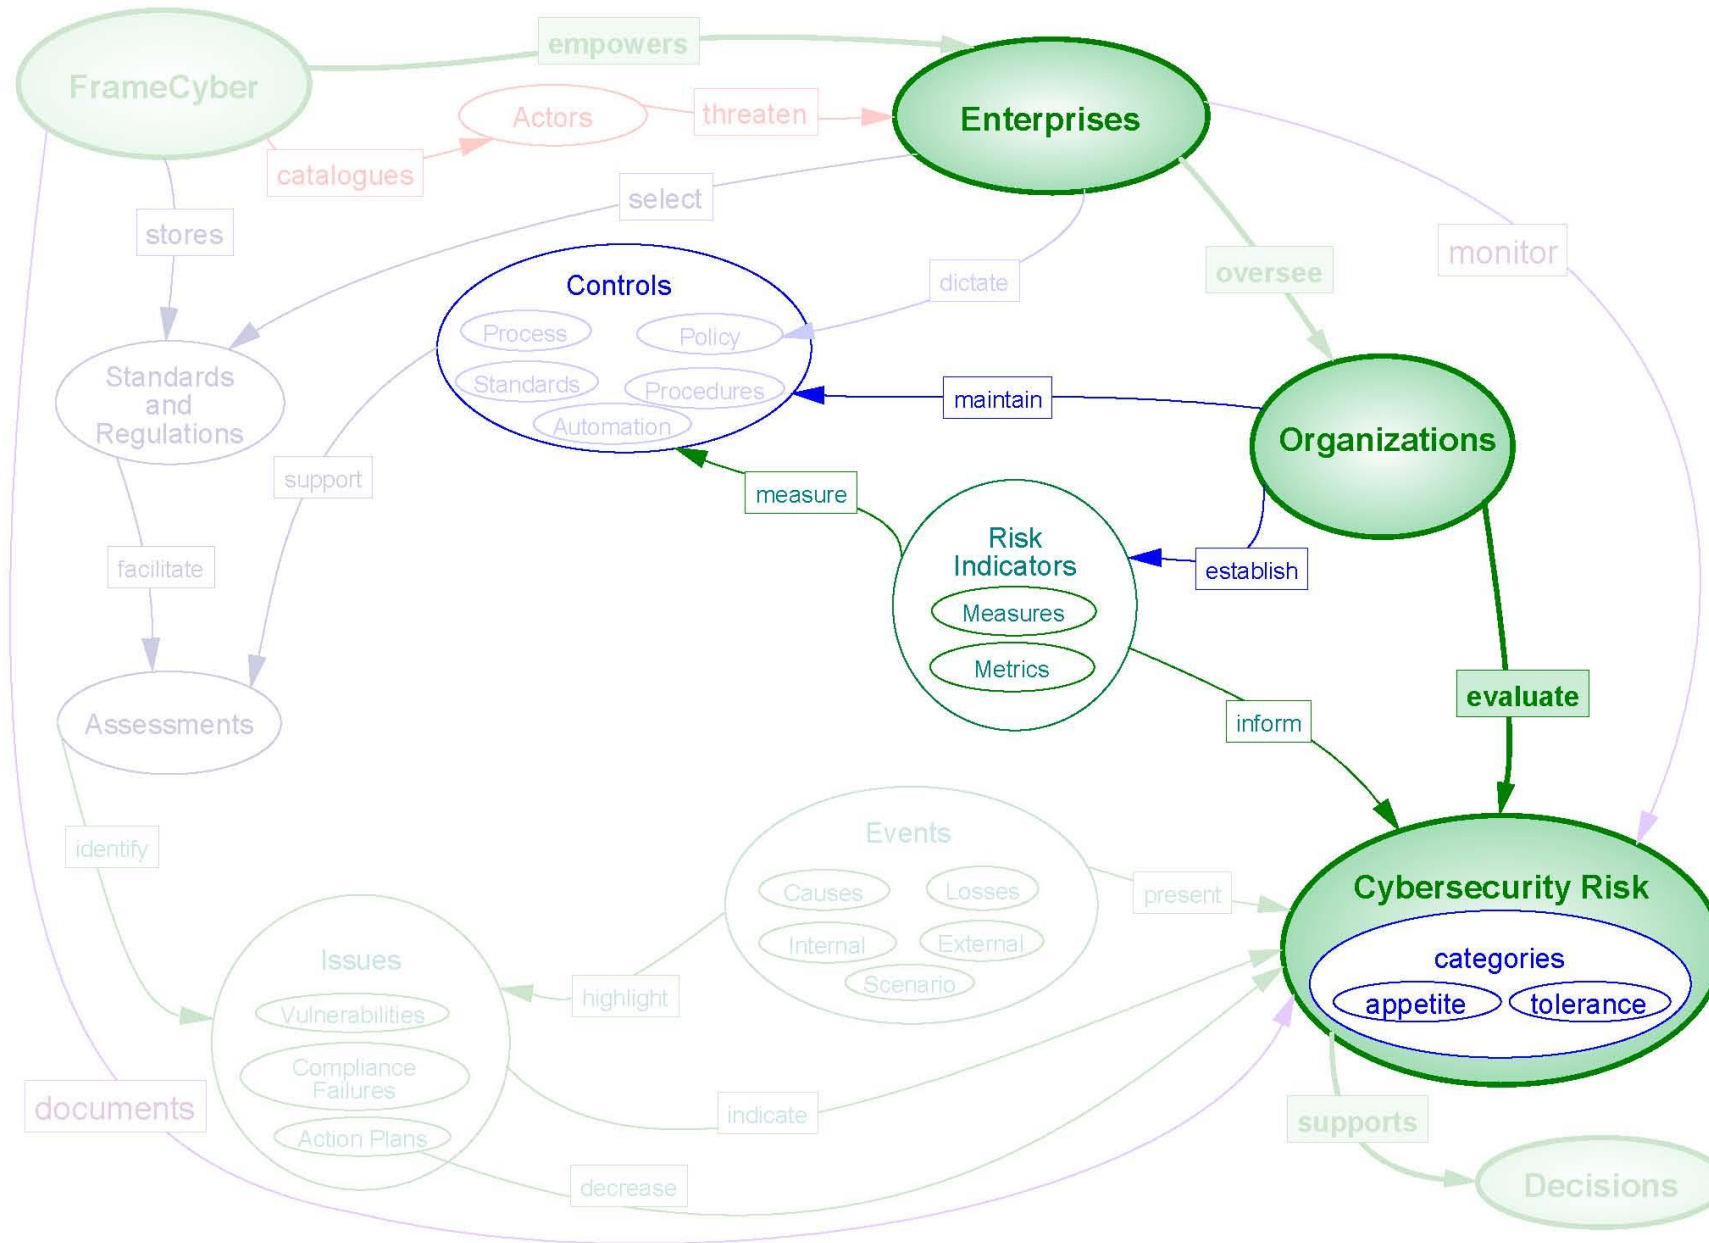 empowers
FrameCyber
Enterprises
Actors
threaten
catalogues
select
stores
monitor
oversee
dictate
Controls
Process
Policy
Standards
Procedures
Automation
Standards
and
Regulations
maintain
Organizations
support
measure
Risk
Indicators
Measures
Metrics
establish
facilitate
evaluate
inform
Assessments
identify
Events
Causes
Losses
Internal
External
Scenario
present
Cybersecurity Risk
categories
appetite
tolerance
Issues
Vulnerabilities
Compliance
Failures
Action Plans
highlight
documents
indicate
supports
decrease
Decisions